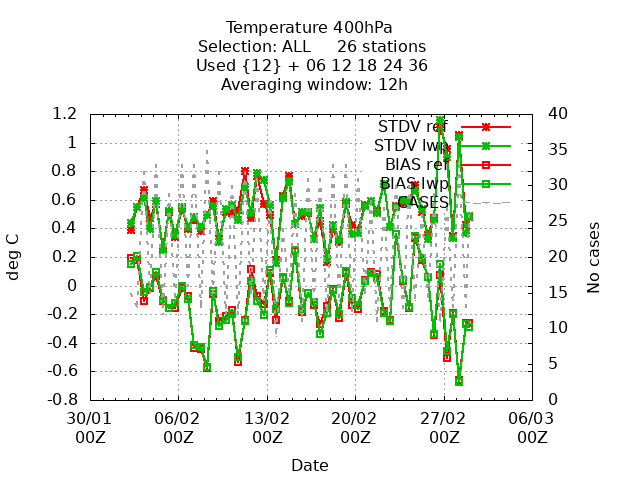 Temperature 400hPa
Selection: ALL     26 stations
Used {12} + 06 12 18 24 36
Averaging window: 12h
STDV ref
STDV lwp
BIAS ref
BIAS lwp
CASES
1.2
1
0.8
0.6
0.4
0.2
0
-0.2
-0.4
-0.6
-0.8
deg C
40
35
30
25
20
15
10
5
0
No cases
30/01 06/02 13/02 20/02 27/02 06/03
00Z 00Z 00Z 00Z 00Z 00Z
Date